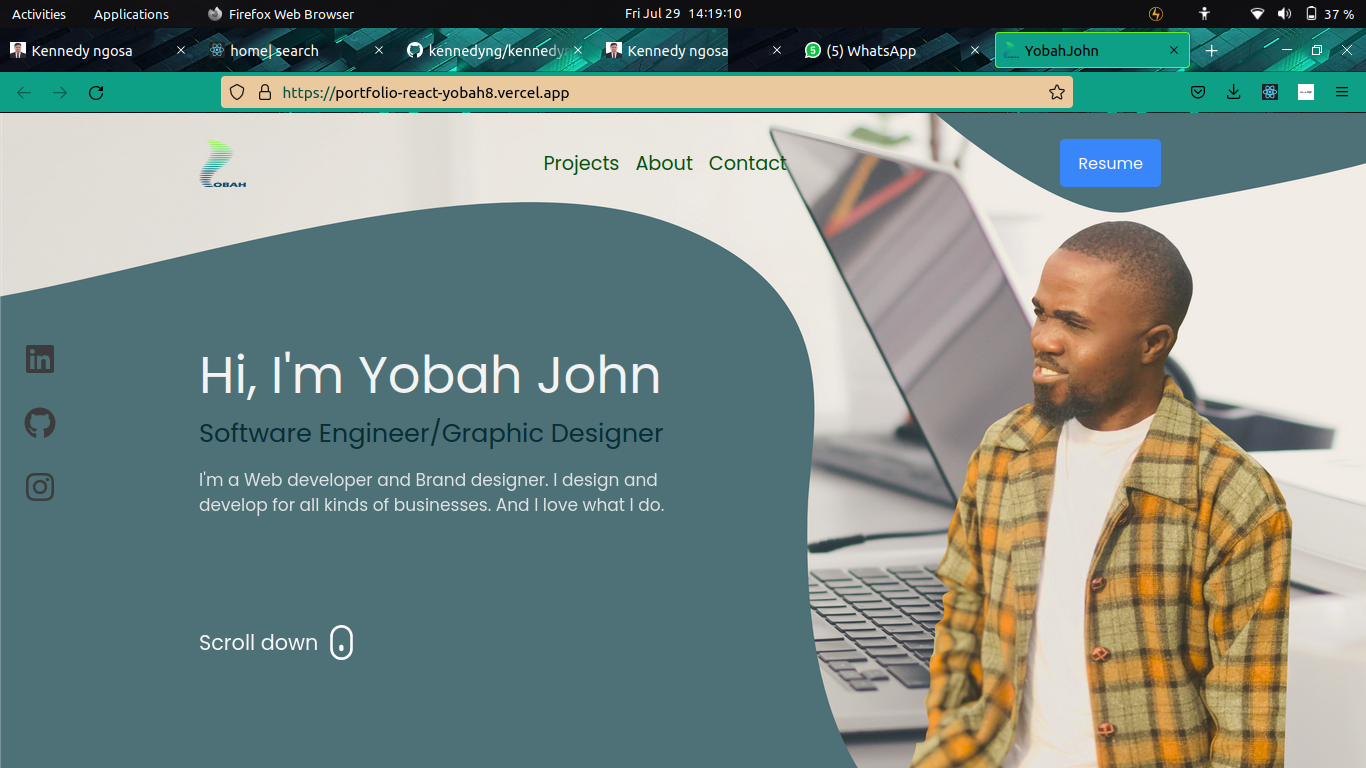 Activities Applications Firefox Web Browser Fri Jul 29 14:19:10 37 %
Kennedy ngosa home| search kennedyng/kennedys Kennedy ngosa (5) WhatsApp YobahJohn
https://portfolio-react-yobah8.vercel.app
OBAH Projects About Contact Resume
Hi, I'm Yobah John
Software Engineer/Graphic Designer
I'm a Web developer and Brand designer. I design and
develop for all kinds of businesses. And I love what I do.
Scroll down